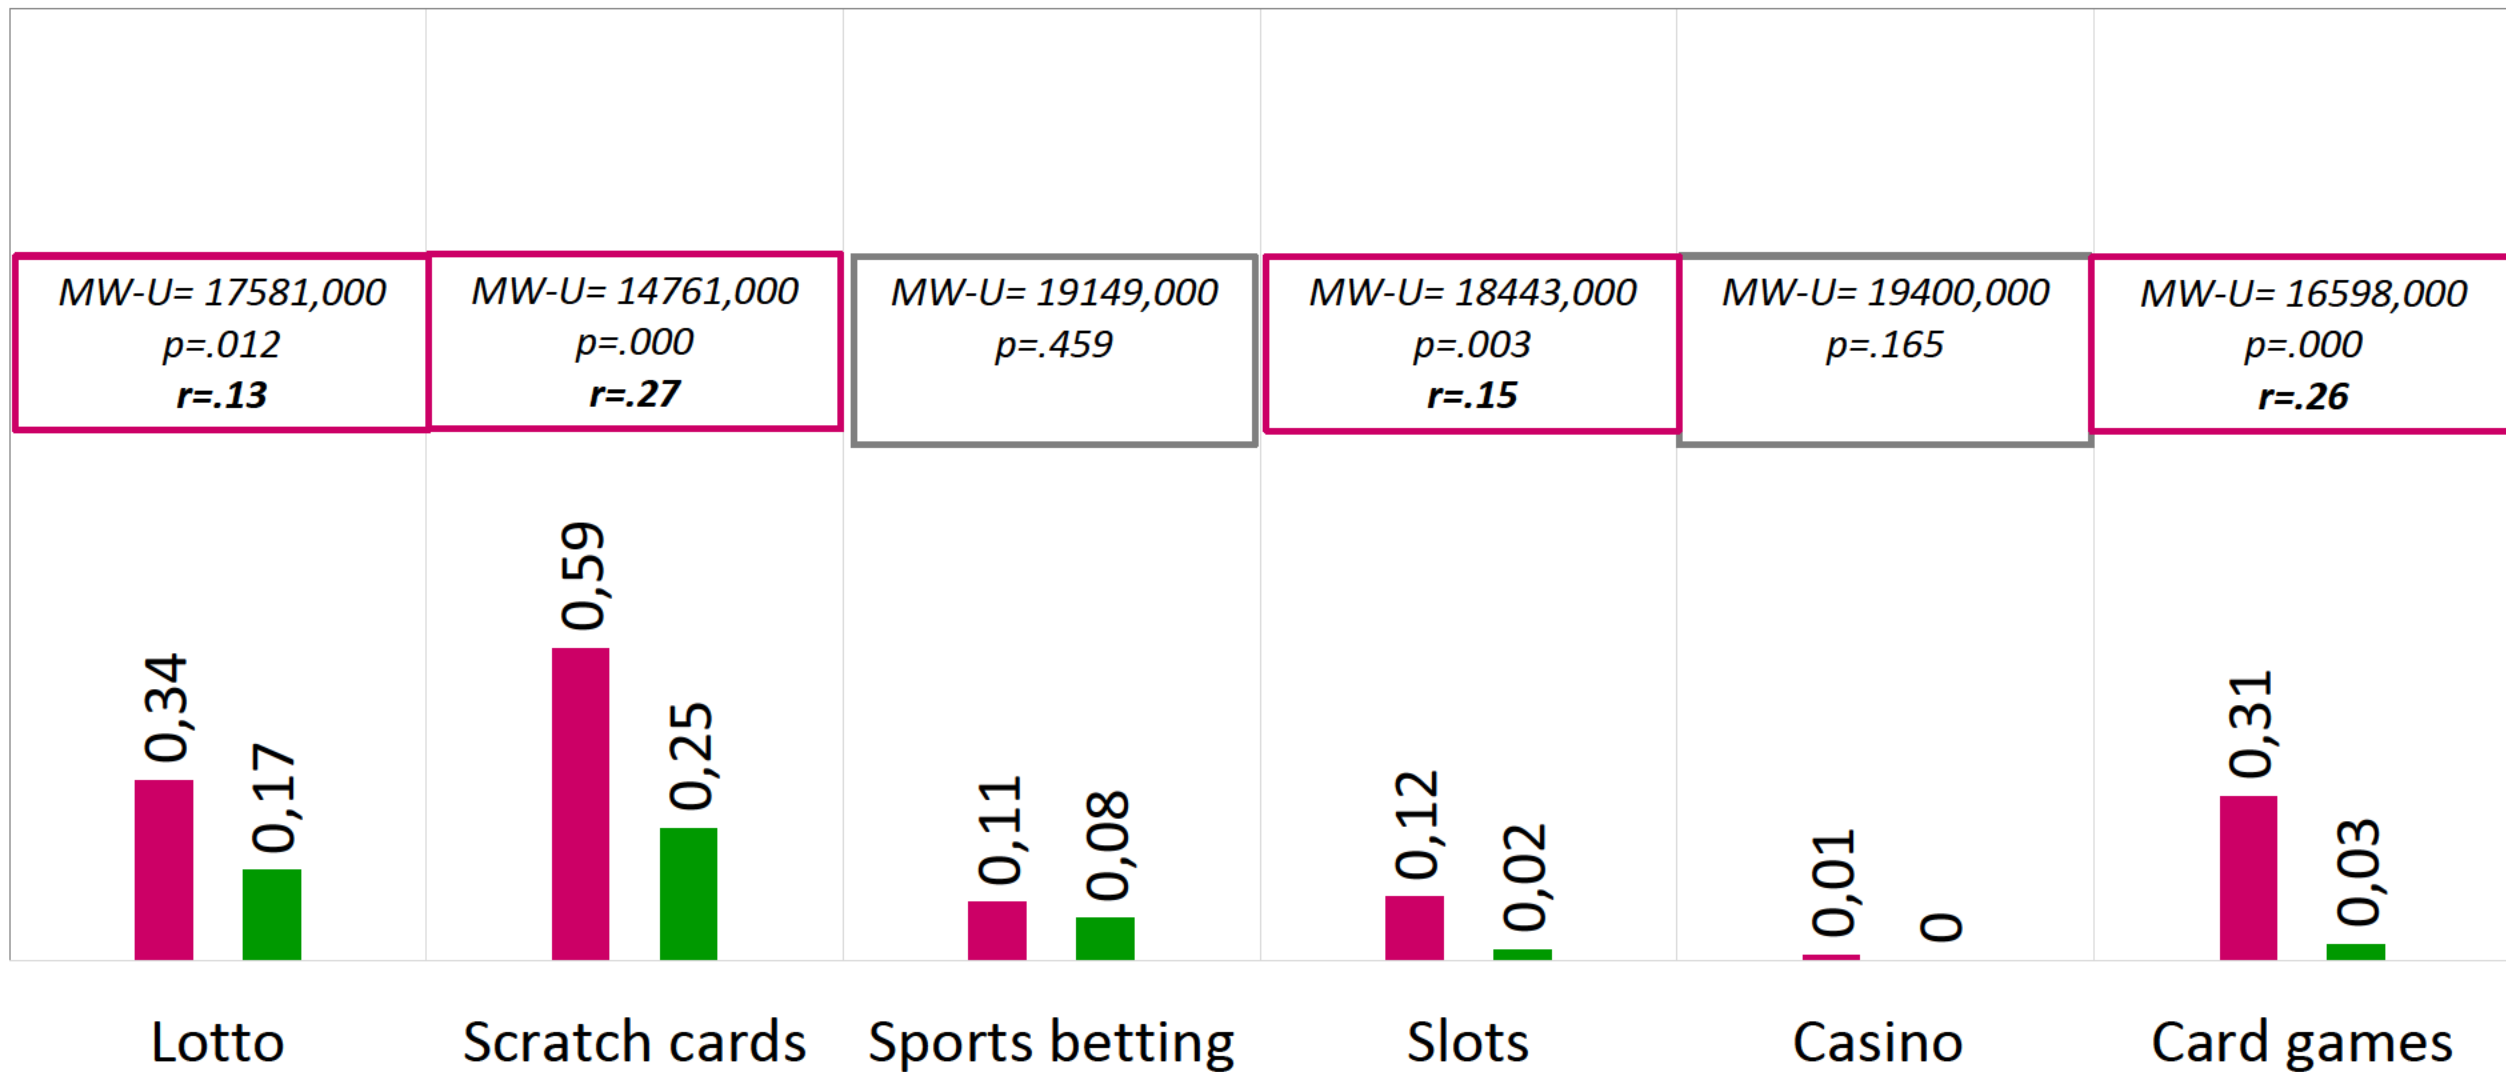 MW-U= 17581,000
p=.012
r=.13
MW-U= 14761,000
p=.000
r=.27
MW-U= 19149,000
p=.459
MW-U= 18443,000
p=.003
r=.15
MW-U= 19400,000
p=.165
MW-U= 16598,000
p=.000
r=.26
0,34
0,17
0,59
0,25
0,11
0,08
0,12
0,02
0,01
0
0,31
0,03
Lotto
Scratch cards
Sports betting
Slots
Casino
Card games